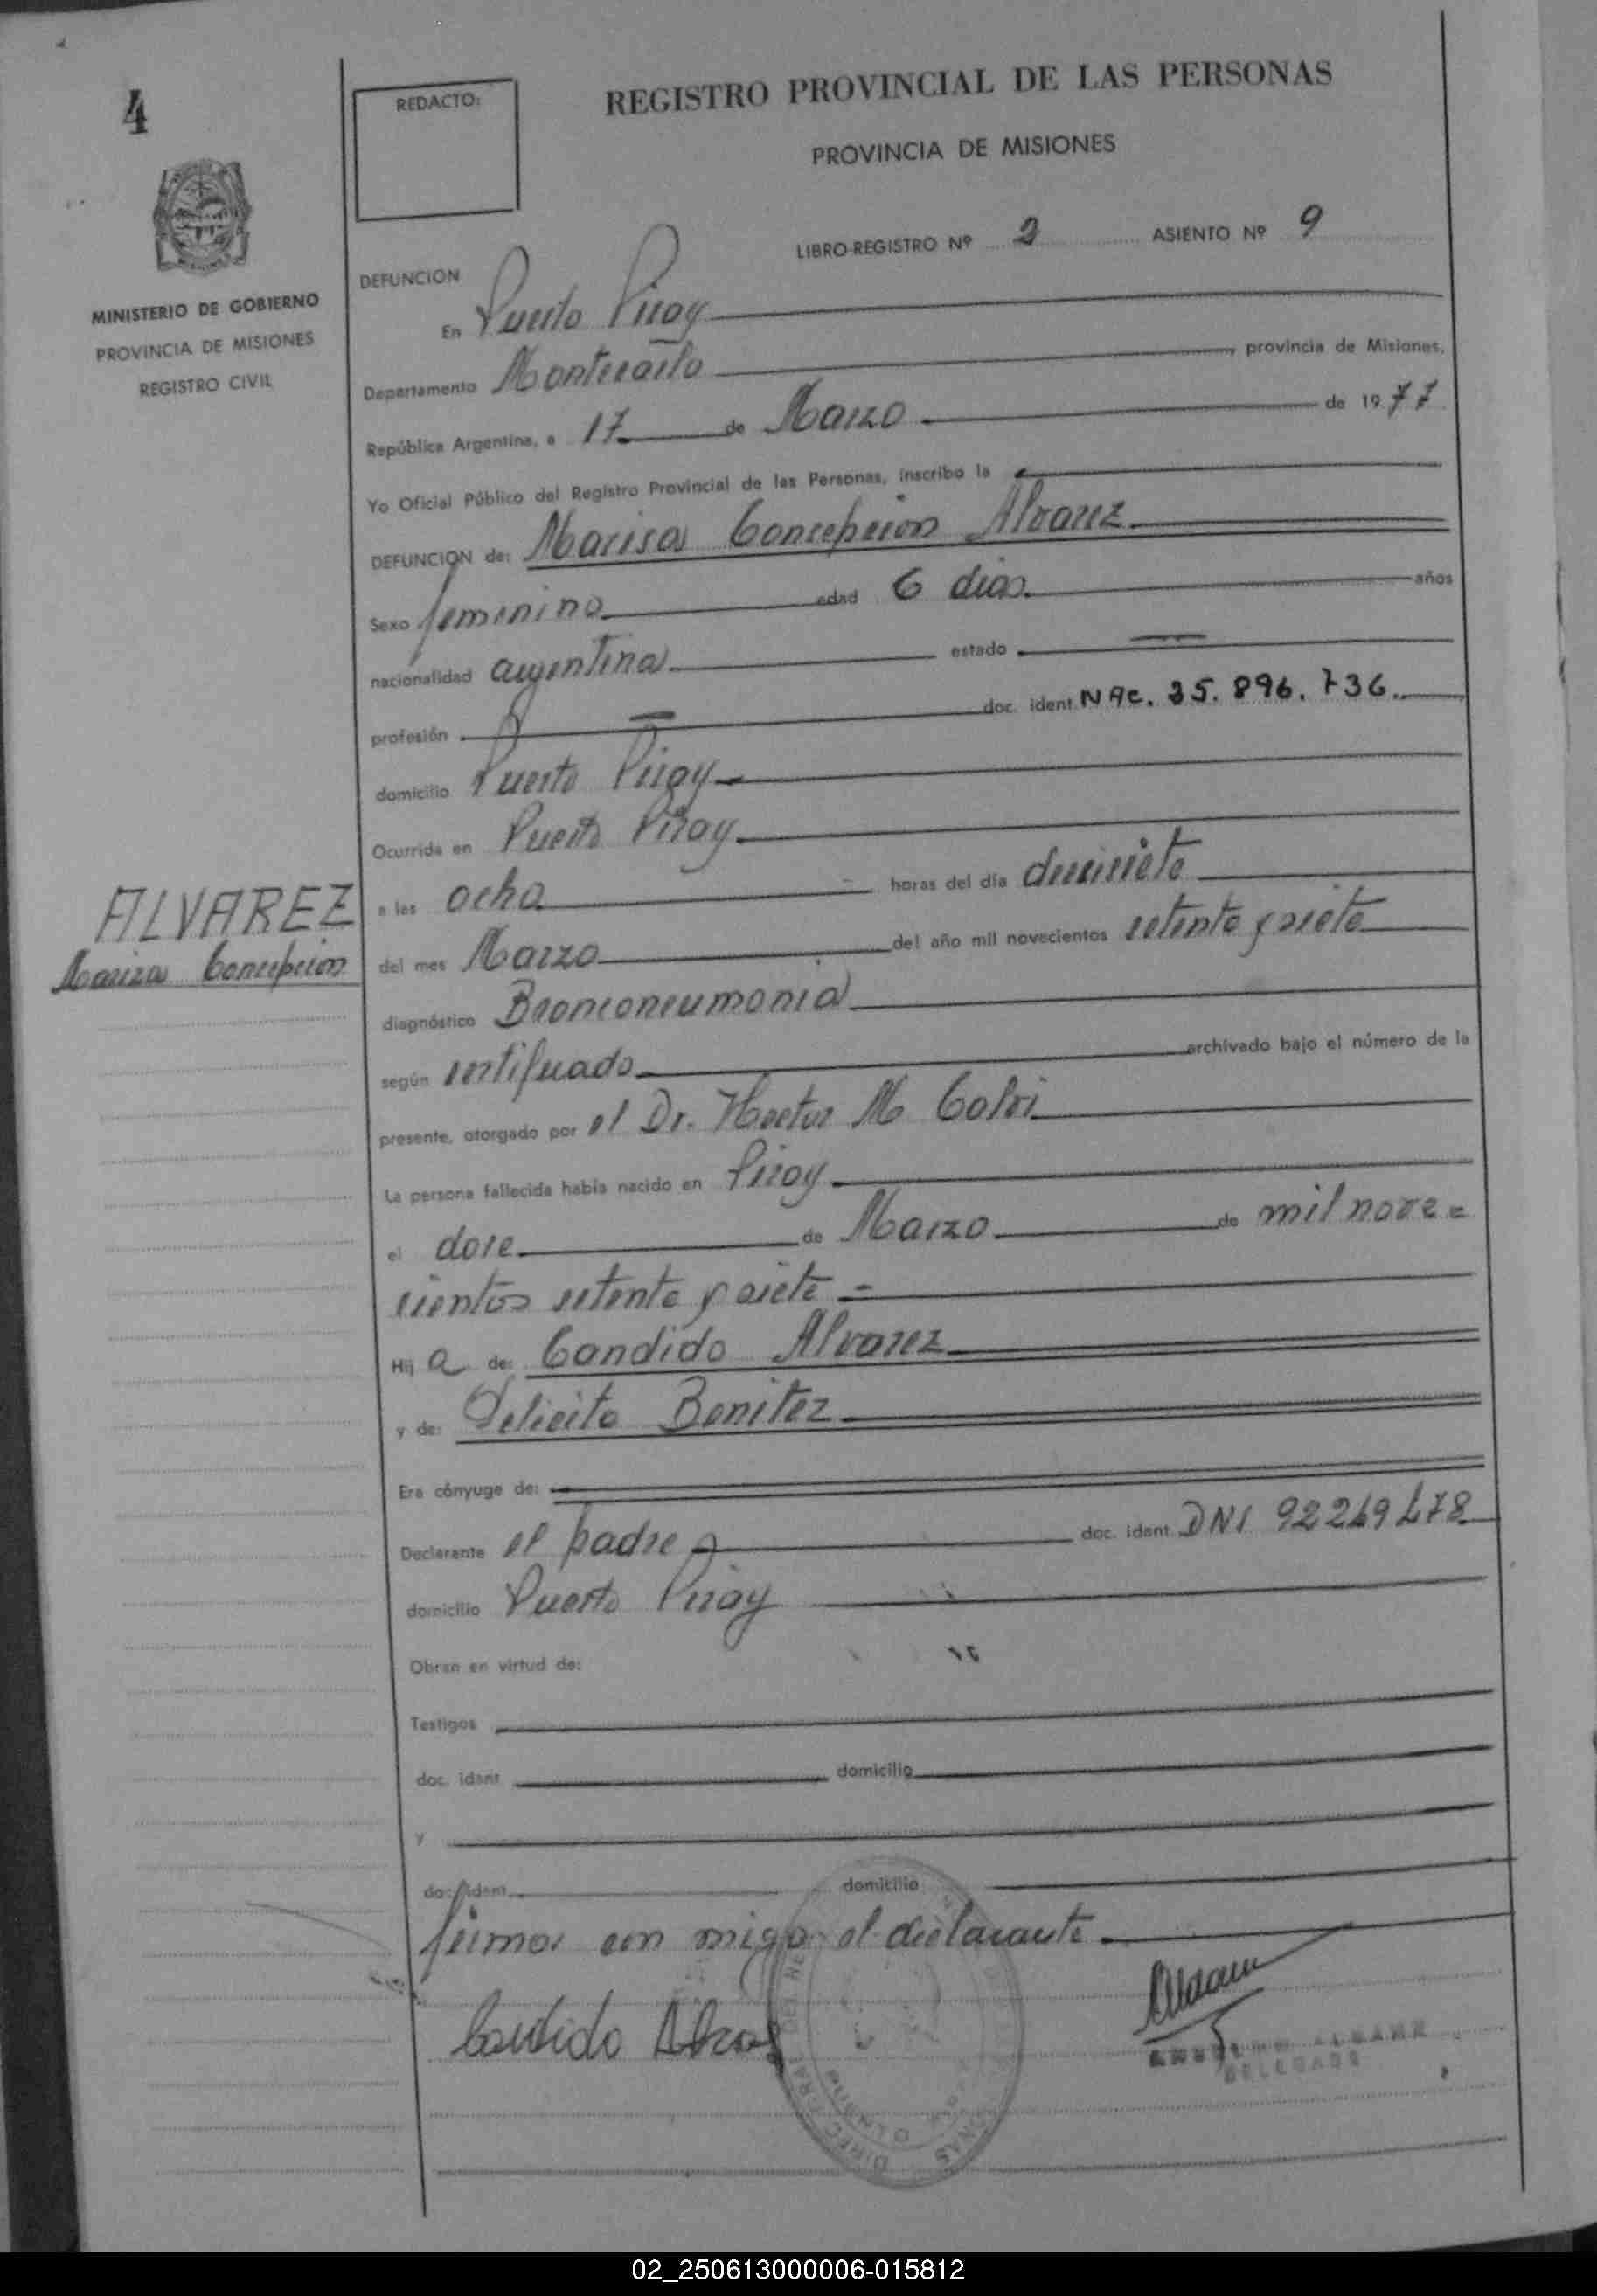 4
REDACTO:
REGISTRO PROVINCIAL DE LAS PERSONAS
PROVINCIA DE MISIONES
MINISTERIO DE GOBIERNO
PROVINCIA DE MISIONES
REGISTRO CIVIL
LIBRO-REGISTRO Nº 2 ASIENTO Nº 9
DEFUNCION
En Puerto Piray
Departamento Montecarlo provincia de Misiones,
República Argentina, a 17 de Marzo de 1977
Yo Oficial Público del Registro Provincial de las Personas, inscribo la
DEFUNCION de: Marisa Concepcion Alvarez
Sexo femenino edad 6 dias años
nacionalidad argentina estado
profesión doc. ident. NAC. 25.896.736
domicilio Puerto Piray
Ocurrida en Puerto Piray
ALVAREZ
Mariza Concepcion
a las ocho horas del día diecisiete
del mes Marzo del año mil novecientos setenta y siete
diagnóstico Bronconeumonia
según certificado archivado bajo el número de la
presente, otorgado por el Dr. Hector M
La persona fallecida había nacido en Piray
el doce de Marzo de mil nove=
cientos setenta y siete =
Hij a de: Candido Alvarez
y de: Felicita Benitez
Era cónyuge de:
Declarante el padre doc. ident. DNI
domicilio Puerto Piray
Obran en virtud de:
Testigos
doc. ident domicilio
y
doc. ident. domicilio
firma con migo el declarante
Candido
DELEGADO
02_250613000006-015812